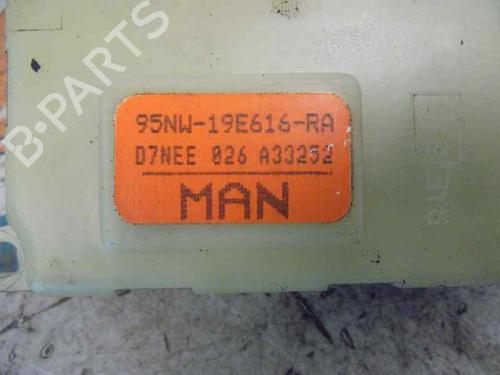 B-PARTS
95NW-19E616-RA
D7NEE 026 A33252
MAN